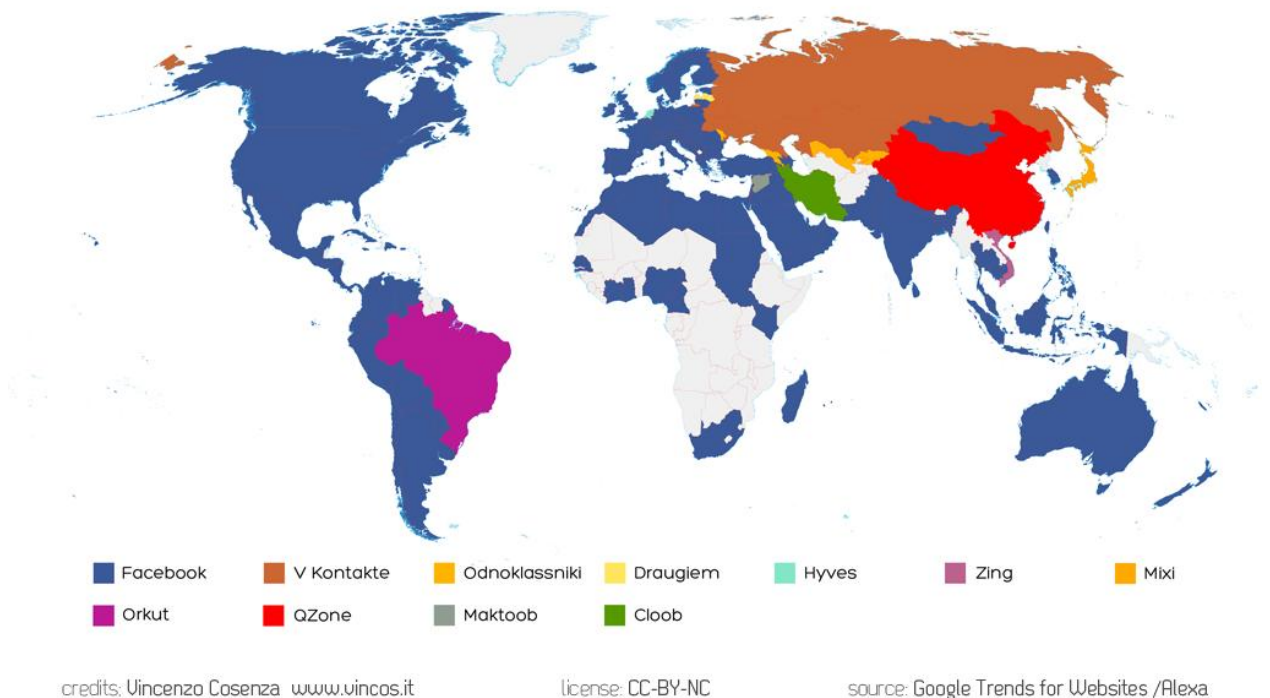 Facebook V Kontakte Odnoklassniki Draugiem Hyves Zing Mixi
Orkut QZone Maktoob Cloob
credits: Vincenzo Cosenza www.vincos.it license: CC-BY-NC source: Google Trends for Websites /Alexa